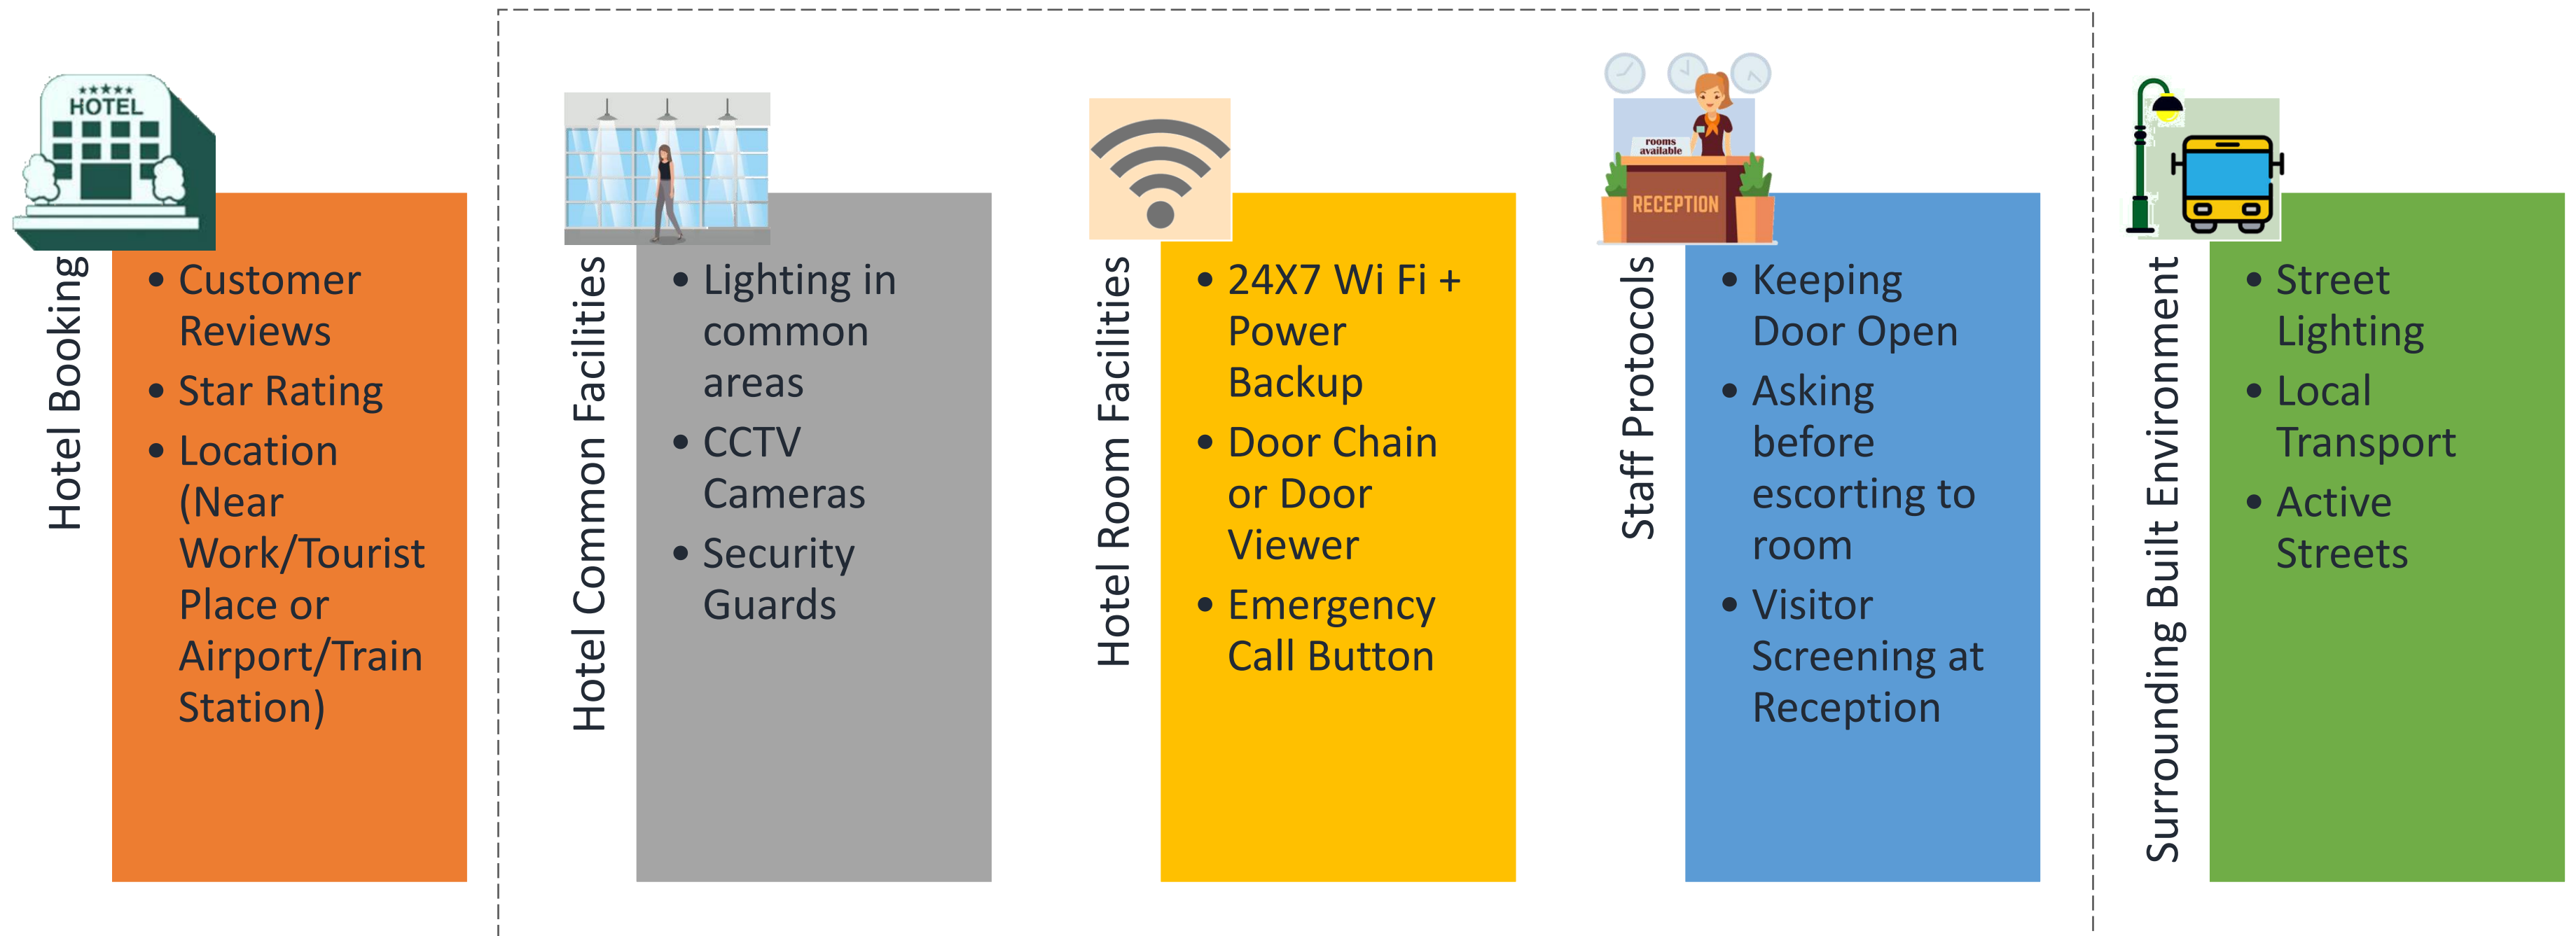 ★★★★★
HOTEL
Hotel Booking
• Customer
Reviews
• Star Rating
• Location
(Near
Work/Tourist
Place or
Airport/Train
Station)
Hotel Common Facilities
• Lighting in
common
areas
• CCTV
Cameras
• Security
Guards
Hotel Room Facilities
• 24X7 Wi Fi +
Power
Backup
• Door Chain
or Door
Viewer
• Emergency
Call Button
rooms
available
RECEPTION
Staff Protocols
• Keeping
Door Open
• Asking
before
escorting to
room
• Visitor
Screening at
Reception
Surrounding Built Environment
• Street
Lighting
• Local
Transport
• Active
Streets